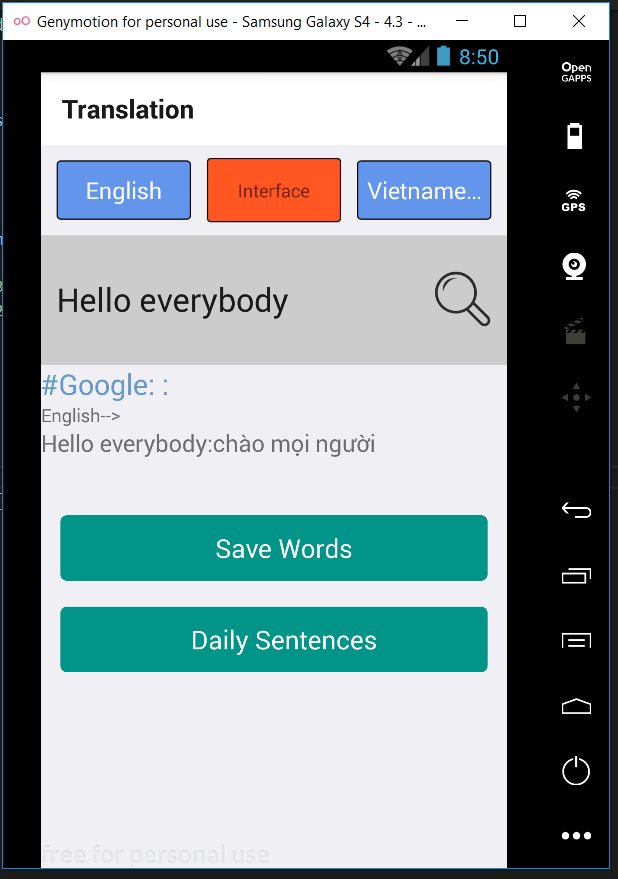 Genymotion for personal use - Samsung Galaxy S4 - 4.3 - ...
8:50
Open
GAPPS
Translation
English
Interface
Vietname...
GPS
Hello everybody
#Google: :
English-->
Hello everybody:chào mọi người
Save Words
Daily Sentences
free for personal use